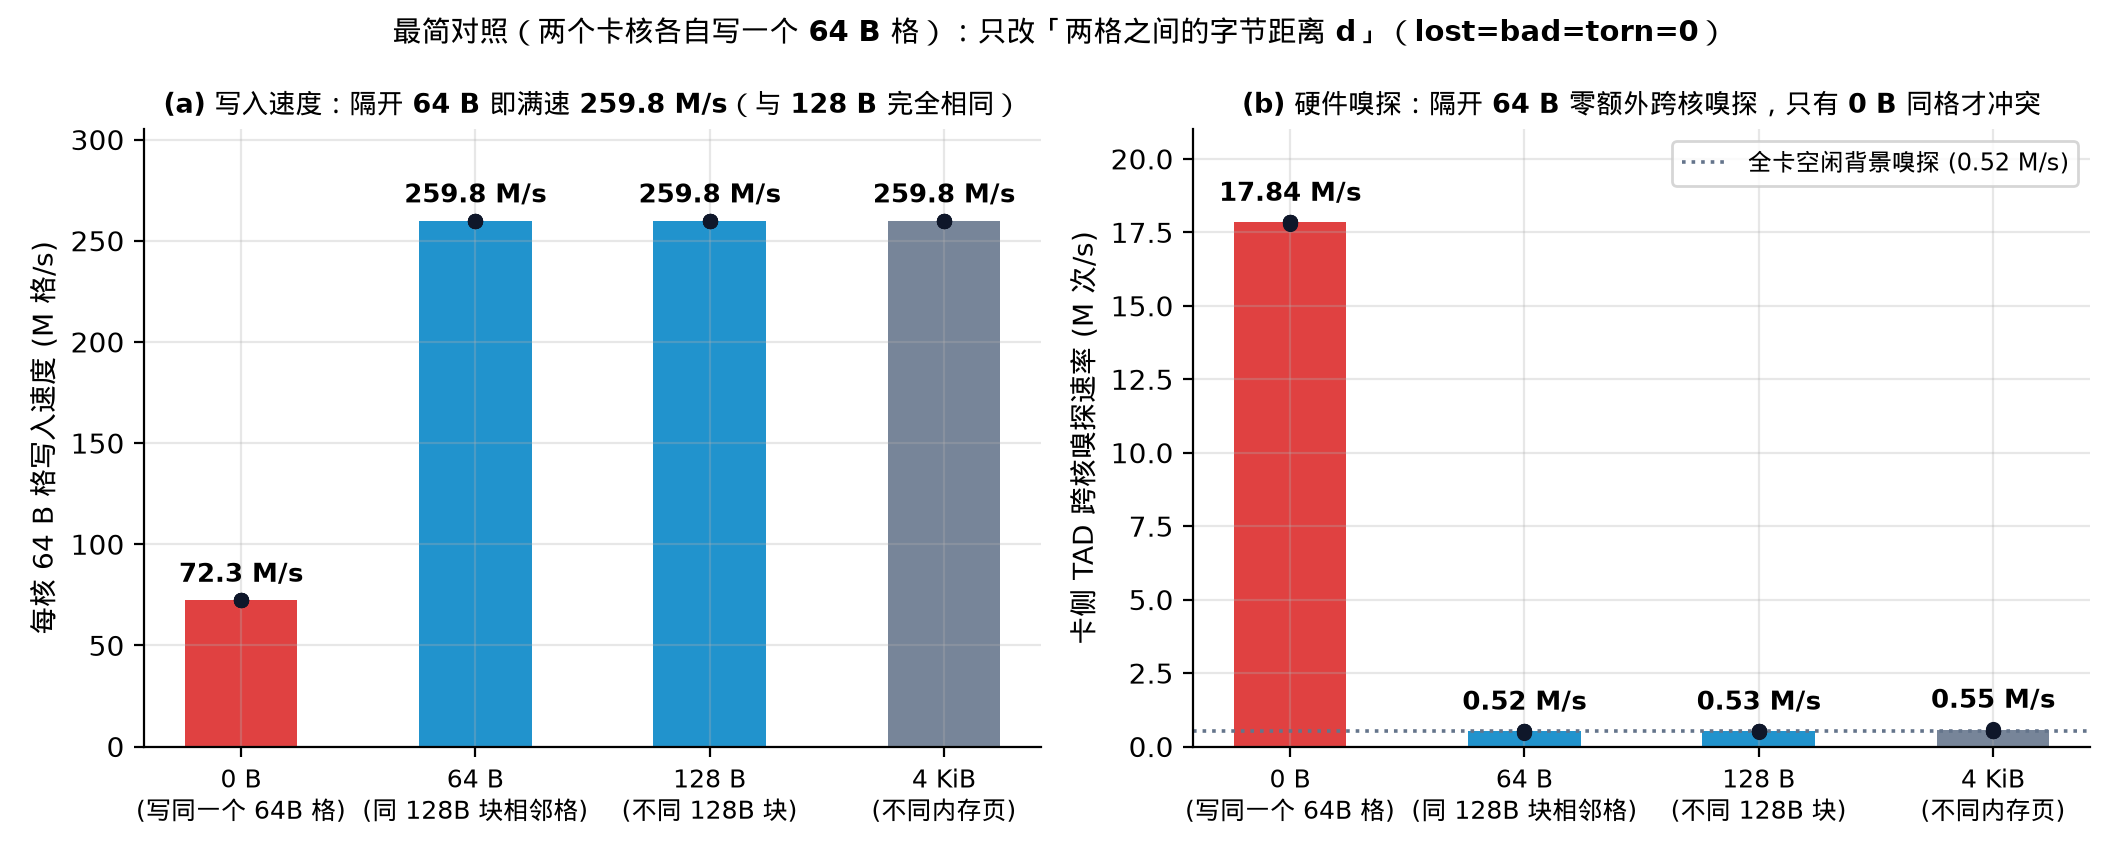 最简对照（两个卡核各自写一个 64 B 格）：只改「两格之间的字节距离 d」（lost=bad=torn=0）
(a) 写入速度：隔开 64 B 即满速 259.8 M/s（与 128 B 完全相同）
每核 64 B 格写入速度 (M 格/s)
300
250
200
150
100
50
0
72.3 M/s
259.8 M/s
259.8 M/s
259.8 M/s
0 B
(写同一个 64B 格)
64 B
(同 128B 块相邻格)
128 B
(不同 128B 块)
4 KiB
(不同内存页)
(b) 硬件嗅探：隔开 64 B 零额外跨核嗅探，只有 0 B 同格才冲突
卡侧 TAD 跨核嗅探速率 (M 次/s)
20.0
17.5
15.0
12.5
10.0
7.5
5.0
2.5
0.0
全卡空闲背景嗅探 (0.52 M/s)
17.84 M/s
0.52 M/s
0.53 M/s
0.55 M/s
0 B
(写同一个 64B 格)
64 B
(同 128B 块相邻格)
128 B
(不同 128B 块)
4 KiB
(不同内存页)